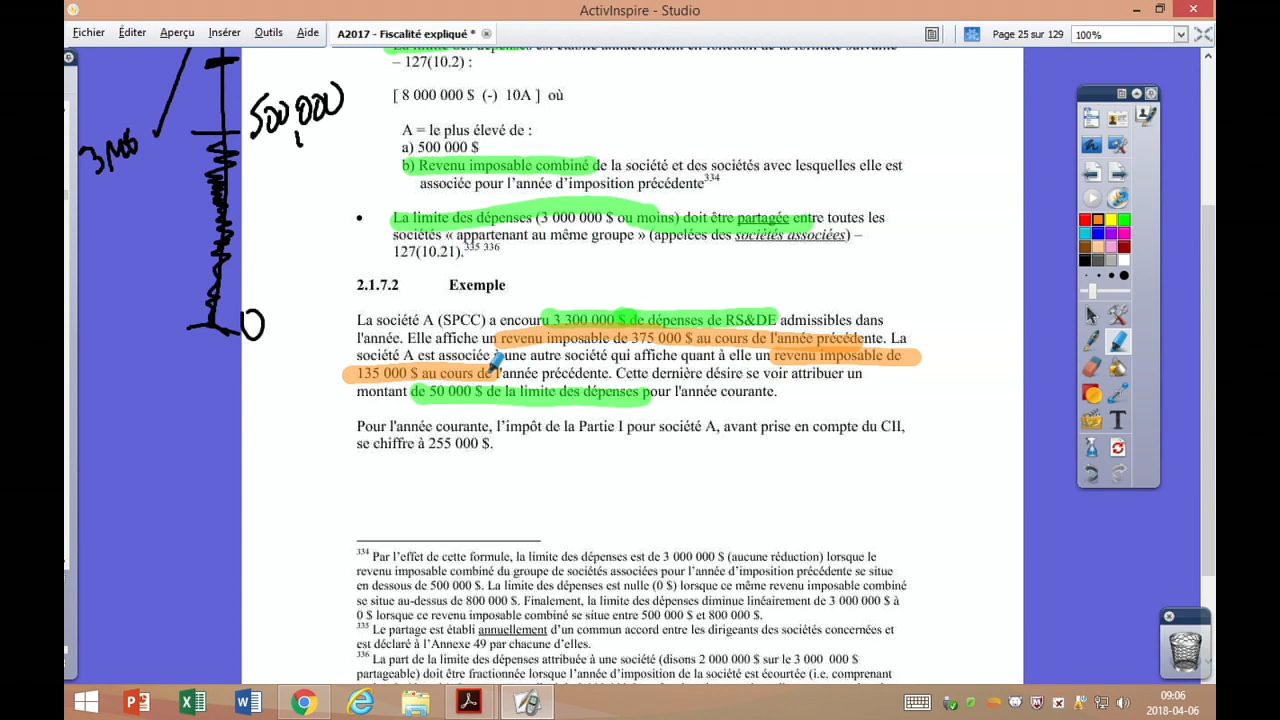 ActivInspire - Studio
Fichier Éditer Aperçu Insérer Outils Aide A2017 - Fiscalité expliqué * Page 25 sur 129 100%
La limite des dépenses est établie annuellement en fonction de la formule suivante
– 127(10.2) :
[ 8 000 000 $ (-) 10A ] où
500 000
A = le plus élevé de :
a) 500 000 $
b) Revenu imposable combiné de la société et des sociétés avec lesquelles elle est
associée pour l'année d'imposition précédente334
• La limite des dépenses (3 000 000 $ ou moins) doit être partagée entre toutes les
sociétés « appartenant au même groupe » (appelées des sociétés associées) –
127(10.21).335 336
2.1.7.2 Exemple
0
La société A (SPCC) a encouru 3 300 000 $ de dépenses de RS&DE admissibles dans
l'année. Elle affiche un revenu imposable de 375 000 $ au cours de l'année précédente. La
société A est associée à une autre société qui affiche quant à elle un revenu imposable de
135 000 $ au cours de l'année précédente. Cette dernière désire se voir attribuer un
montant de 50 000 $ de la limite des dépenses pour l'année courante.
Pour l'année courante, l'impôt de la Partie I pour société A, avant prise en compte du CII,
se chiffre à 255 000 $.
334 Par l'effet de cette formule, la limite des dépenses est de 3 000 000 $ (aucune réduction) lorsque le
revenu imposable combiné du groupe de sociétés associées pour l'année d'imposition précédente se situe
en dessous de 500 000 $. La limite des dépenses est nulle (0 $) lorsque ce même revenu imposable combiné
se situe au-dessus de 800 000 $. Finalement, la limite des dépenses diminue linéairement de 3 000 000 $ à
0 $ lorsque ce revenu imposable combiné se situe entre 500 000 $ et 800 000 $.
335 Le partage est établi annuellement d'un commun accord entre les dirigeants des sociétés concernées et
est déclaré à l'Annexe 49 par chacune d'elles.
336 La part de la limite des dépenses attribuée à une société (disons 2 000 000 $ sur le 3 000 000 $
partageable) doit être fractionnée lorsque l'année d'imposition de la société est écourtée (i.e. comprenant
09:06
2018-04-06